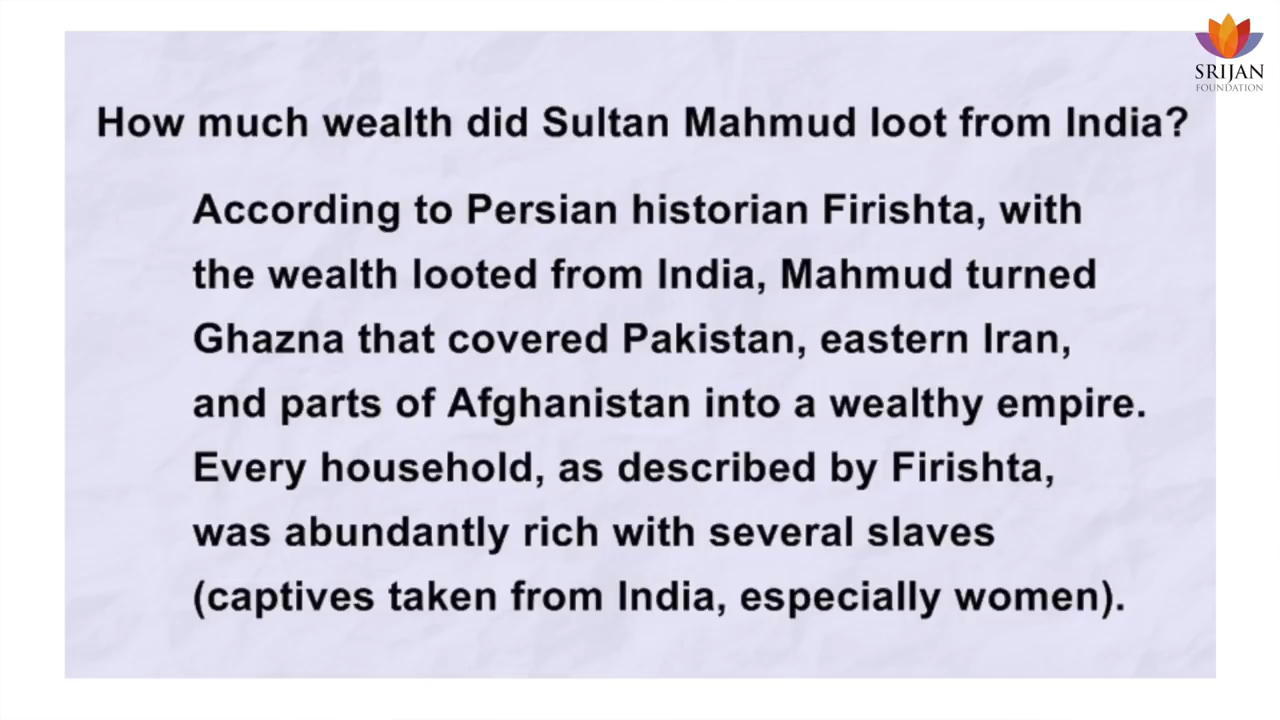 SRIJAN
FOUNDATION
How much wealth did Sultan Mahmud loot from India?
According to Persian historian Firishta, with
the wealth looted from India, Mahmud turned
Ghazna that covered Pakistan, eastern Iran,
and parts of Afghanistan into a wealthy empire.
Every household, as described by Firishta,
was abundantly rich with several slaves
(captives taken from India, especially women).